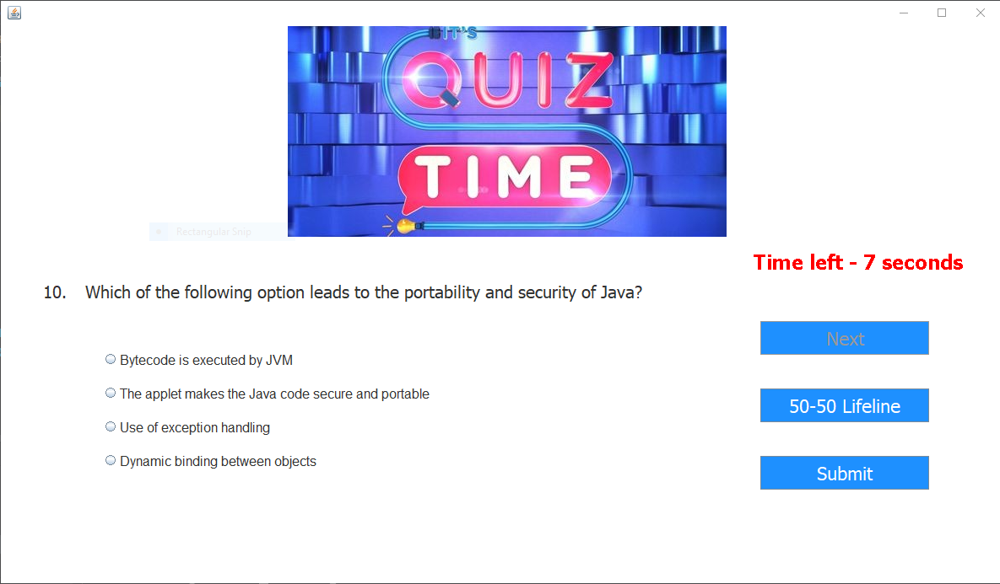 IT'S
QUIZ
TIME
Rectangular Snip
Time left - 7 seconds
10. Which of the following option leads to the portability and security of Java?
Next
Bytecode is executed by JVM
The applet makes the Java code secure and portable
50-50 Lifeline
Use of exception handling
Dynamic binding between objects
Submit